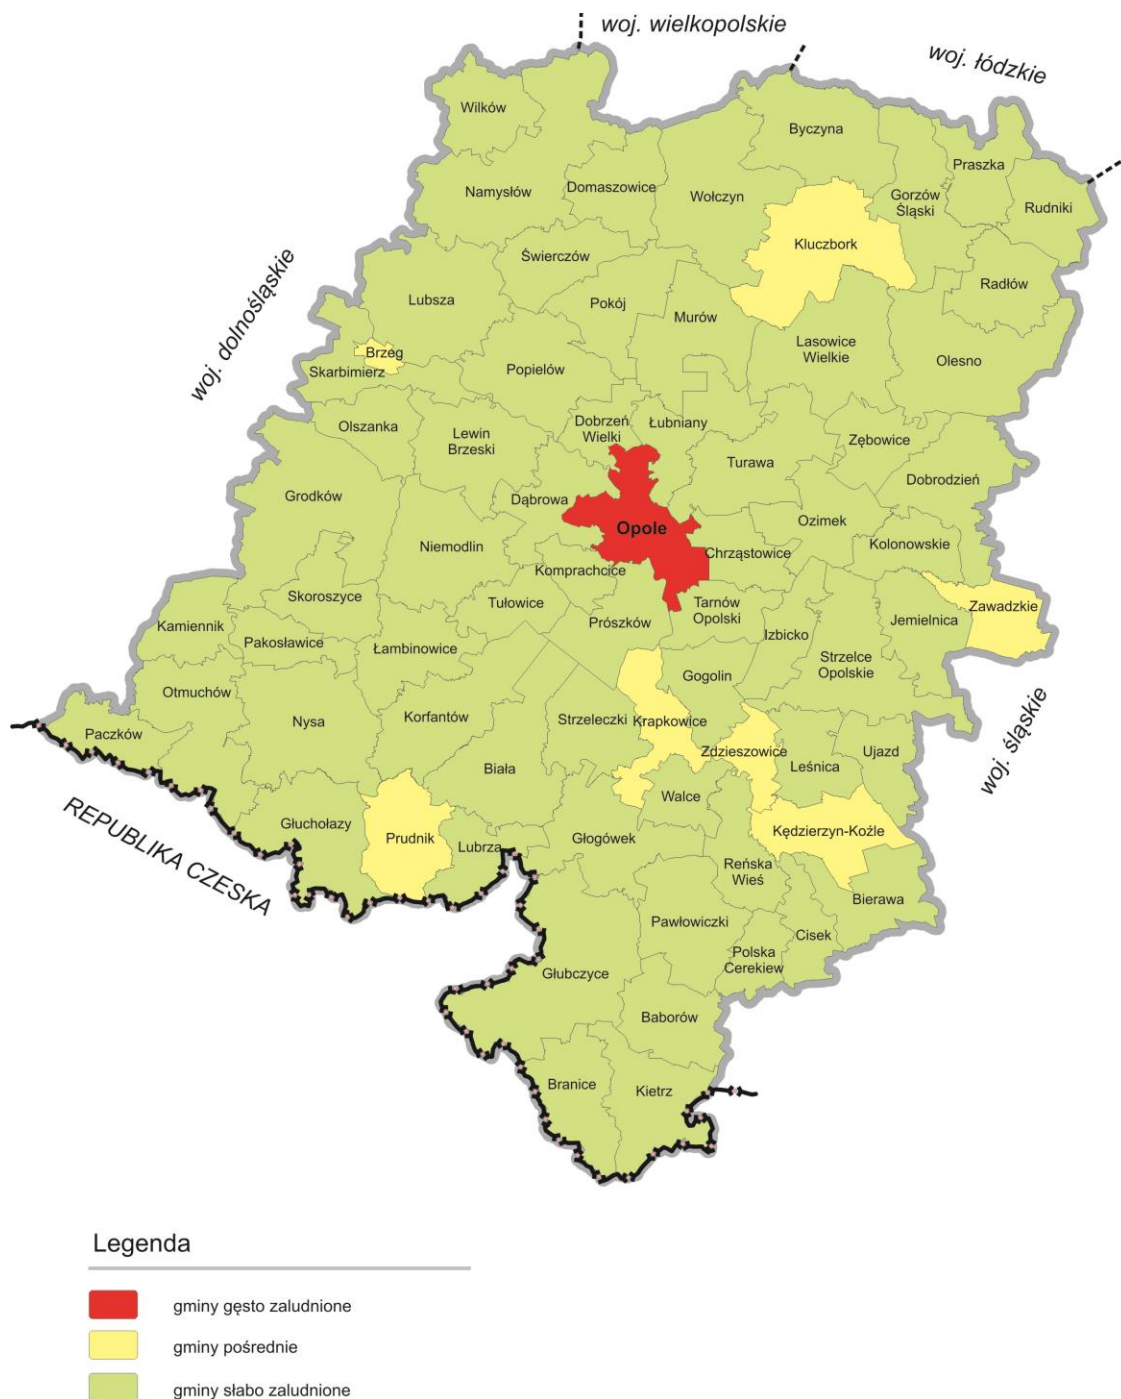 woj. wielkopolskie
woj. łódzkie
Wilków
Byczyna
Praszka
Namysłów
Domaszowice
Wołczyn
Gorzów
Śląski
Rudniki
Kluczbork
Świerczów
woj. dolnośląskie
Lubsza
Pokój
Murów
Radłów
Lasowice
Wielkie
Olesno
Brzeg
Skarbimierz
Popielów
Olszanka
Lewin
Brzeski
Dobrzeń
Wielki
Łubniany
Zębowice
Turawa
Dobrodzień
Grodków
Dąbrowa
Opole
Ozimek
Niemodlin
Chrząstowice
Kolonowskie
Komprachcice
Skoroszyce
Tułowice
Tarnów
Opolski
Zawadzkie
Kamiennik
Prószków
Jemielnica
Izbicko
Pakosławice
Łambinowice
Strzelce
Opolskie
Gogolin
Otmuchów
Nysa
Korfantów
Strzeleczki
Krapkowice
Paczków
Zdzieszowice
Ujazd
Leśnica
woj. śląskie
Biała
Walce
REPUBLIKA CZESKA
Głuchołazy
Prudnik
Lubrza
Głogówek
Kędzierzyn-Koźle
Reńska
Wieś
Bierawa
Pawłowiczki
Cisek
Polska
Cerekiew
Głubczyce
Baborów
Branice
Kietrz
Legenda
gminy gęsto zaludnione
gminy pośrednie
gminy słabo zaludnione